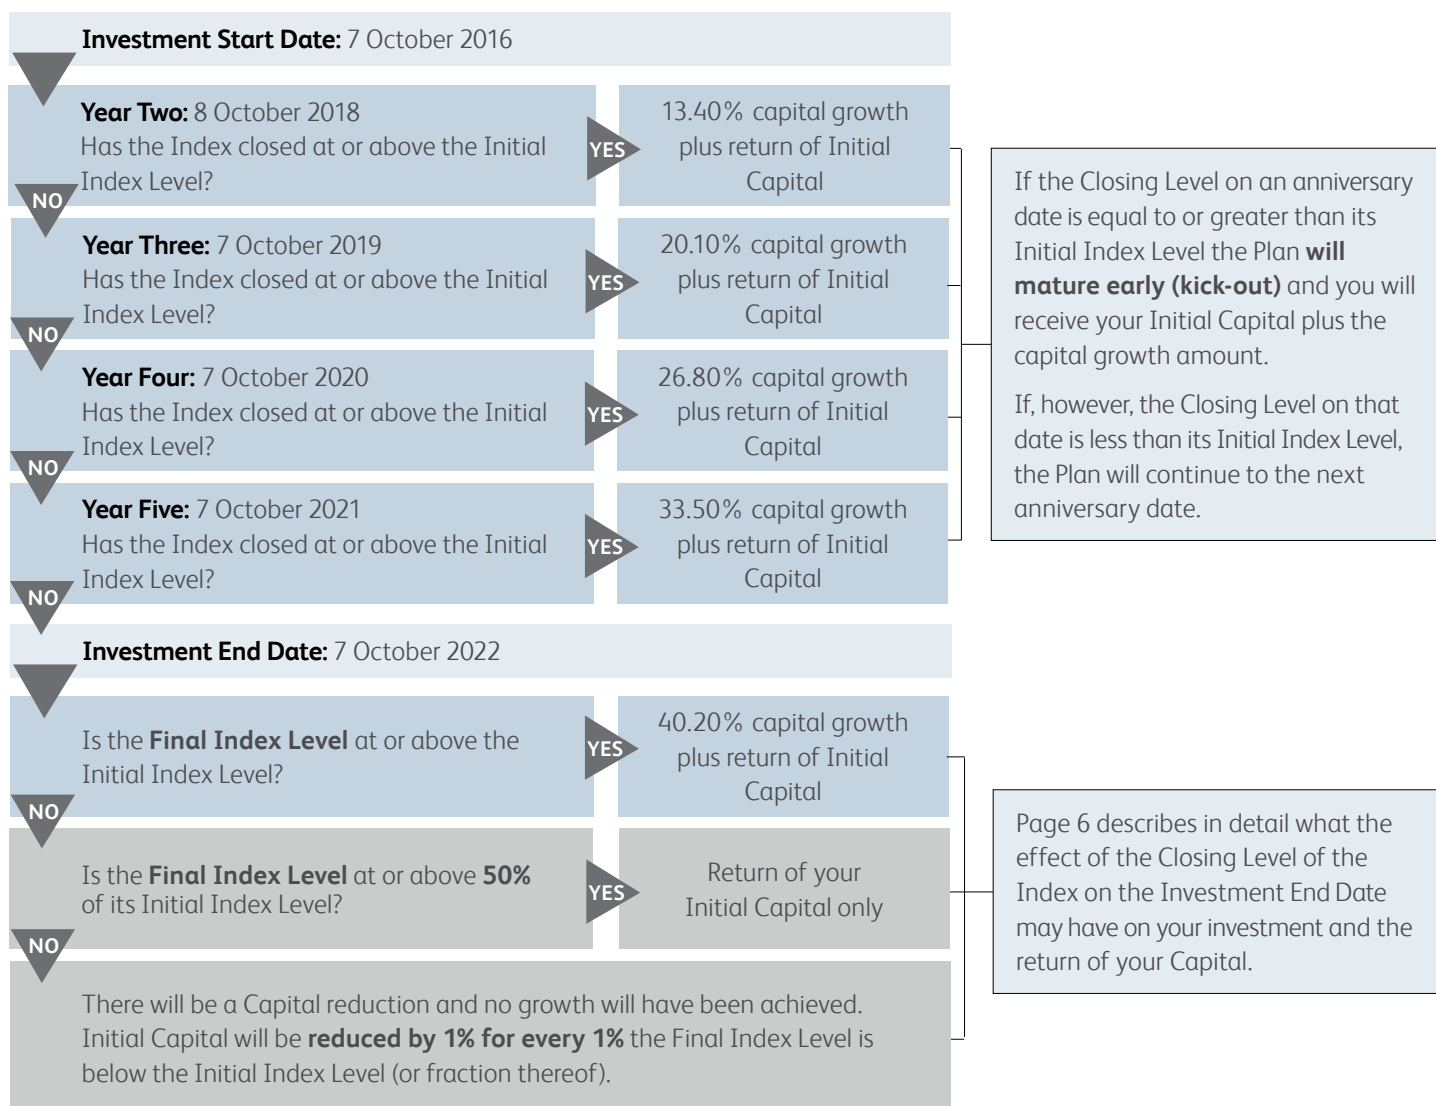 Investment Start Date: 7 October 2016
Year Two: 8 October 2018
Has the Index closed at or above the Initial
Index Level?
YES
13.40% capital growth
plus return of Initial
Capital
NO
Year Three: 7 October 2019
Has the Index closed at or above the Initial
Index Level?
YES
20.10% capital growth
plus return of Initial
Capital
NO
Year Four: 7 October 2020
Has the Index closed at or above the Initial
Index Level?
YES
26.80% capital growth
plus return of Initial
Capital
NO
Year Five: 7 October 2021
Has the Index closed at or above the Initial
Index Level?
YES
33.50% capital growth
plus return of Initial
Capital
NO
If the Closing Level on an anniversary
date is equal to or greater than its
Initial Index Level the Plan will
mature early (kick-out) and you will
receive your Initial Capital plus the
capital growth amount.
If, however, the Closing Level on that
date is less than its Initial Index Level,
the Plan will continue to the next
anniversary date.
Investment End Date: 7 October 2022
Is the Final Index Level at or above the
Initial Index Level?
YES
40.20% capital growth
plus return of Initial
Capital
NO
Is the Final Index Level at or above 50%
of its Initial Index Level?
YES
Return of your
Initial Capital only
NO
There will be a Capital reduction and no growth will have been achieved.
Initial Capital will be reduced by 1% for every 1% the Final Index Level is
below the Initial Index Level (or fraction thereof).
Page 6 describes in detail what the
effect of the Closing Level of the
Index on the Investment End Date
may have on your investment and the
return of your Capital.